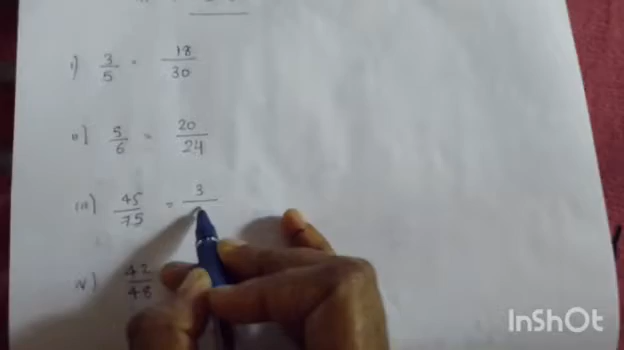 i) 3/5 = 18/30
ii) 5/6 = 20/24
iii) 45/75 = 3/
iv) 42/48
InShOt